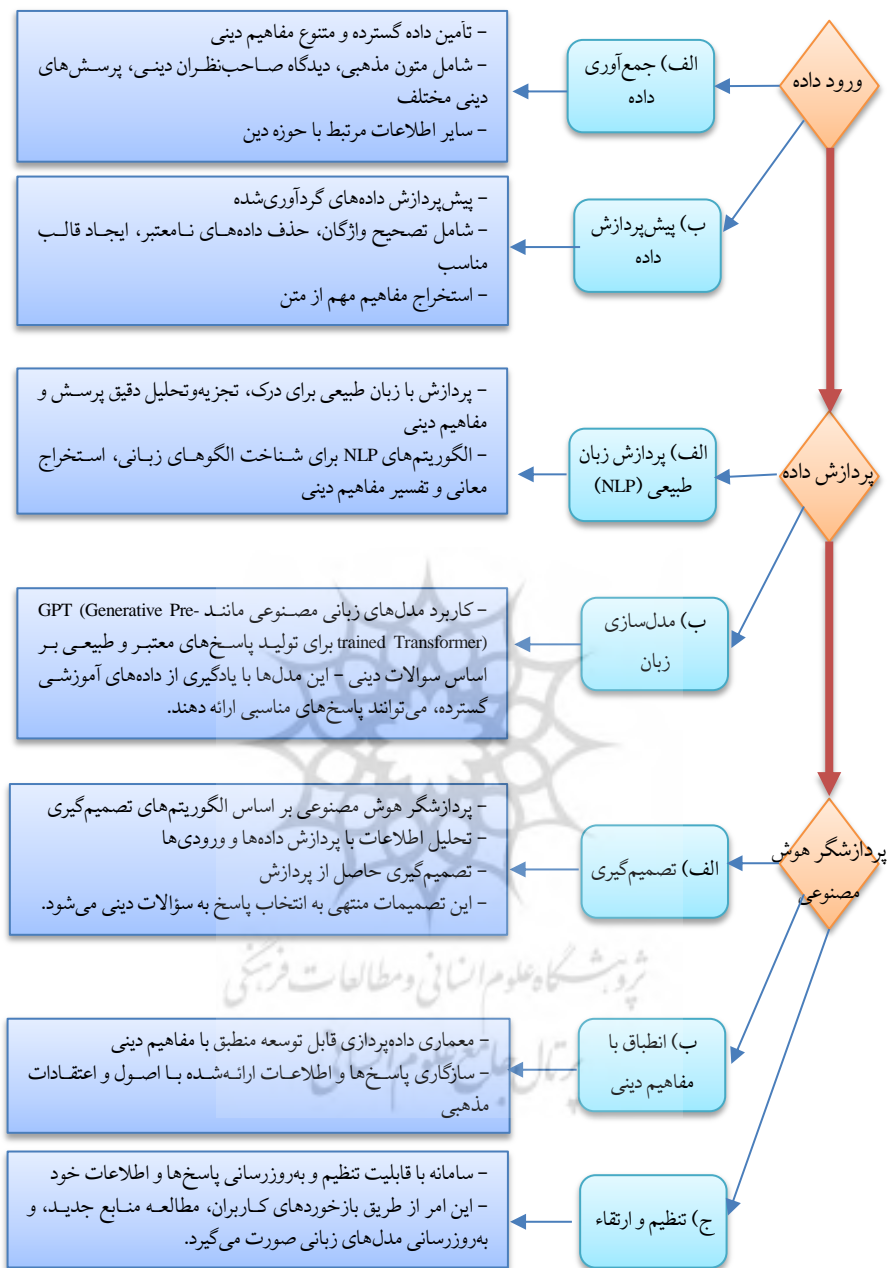 ورود داده
الف) جمع‌آوری
داده
- تأمین داده گسترده و متنوع مفاهیم دینی
- شامل متون مذهبی، دیدگاه صاحب‌نظران دینی، پرسش‌های
دینی مختلف
- سایر اطلاعات مرتبط با حوزه دین
ب) پیش‌پردازش
داده
- پیش‌پردازش داده‌های گردآوری‌شده
- شامل تصحیح واژگان، حذف داده‌های نامعتبر، ایجاد قالب
مناسب
- استخراج مفاهیم مهم از متن
پردازش داده
الف) پردازش زبان
طبیعی (NLP)
- پردازش با زبان طبیعی برای درک، تجزیه‌وتحلیل دقیق پرسش و
مفاهیم دینی
- الگوریتم‌های NLP برای شناخت الگوهای زبانی، استخراج
معانی و تفسیر مفاهیم دینی
ب) مدل‌سازی
زبان
- کاربرد مدل‌های زبانی مصنوعی مانند GPT (Generative Pre-
trained Transformer) برای تولید پاسخ‌های معتبر و طبیعی بر
اساس سوالات دینی - این مدل‌ها با یادگیری از داده‌های آموزشی
گسترده، می‌توانند پاسخ‌های مناسبی ارائه دهند.
پردازشگر هوش
مصنوعی
الف) تصمیم‌گیری
- پردازشگر هوش مصنوعی بر اساس الگوریتم‌های تصمیم‌گیری
- تحلیل اطلاعات با پردازش داده‌ها و ورودی‌ها
- تصمیم‌گیری حاصل از پردازش
- این تصمیمات منتهی به انتخاب پاسخ به سؤالات دینی می‌شود.
پژوهشگاه علوم انسانی و مطالعات فرهنگی
پرتال جامع علوم انسانی
ب) انطباق با
مفاهیم دینی
- معماری داده‌پردازی قابل توسعه منطبق با مفاهیم دینی
- سازگاری پاسخ‌ها و اطلاعات ارائه‌شده با اصول و اعتقادات
مذهبی
ج) تنظیم و ارتقاء
- سامانه با قابلیت تنظیم و به‌روزرسانی پاسخ‌ها و اطلاعات خود
- این امر از طریق بازخوردهای کاربران، مطالعه منابع جدید، و
به‌روزرسانی مدل‌های زبانی صورت می‌گیرد.